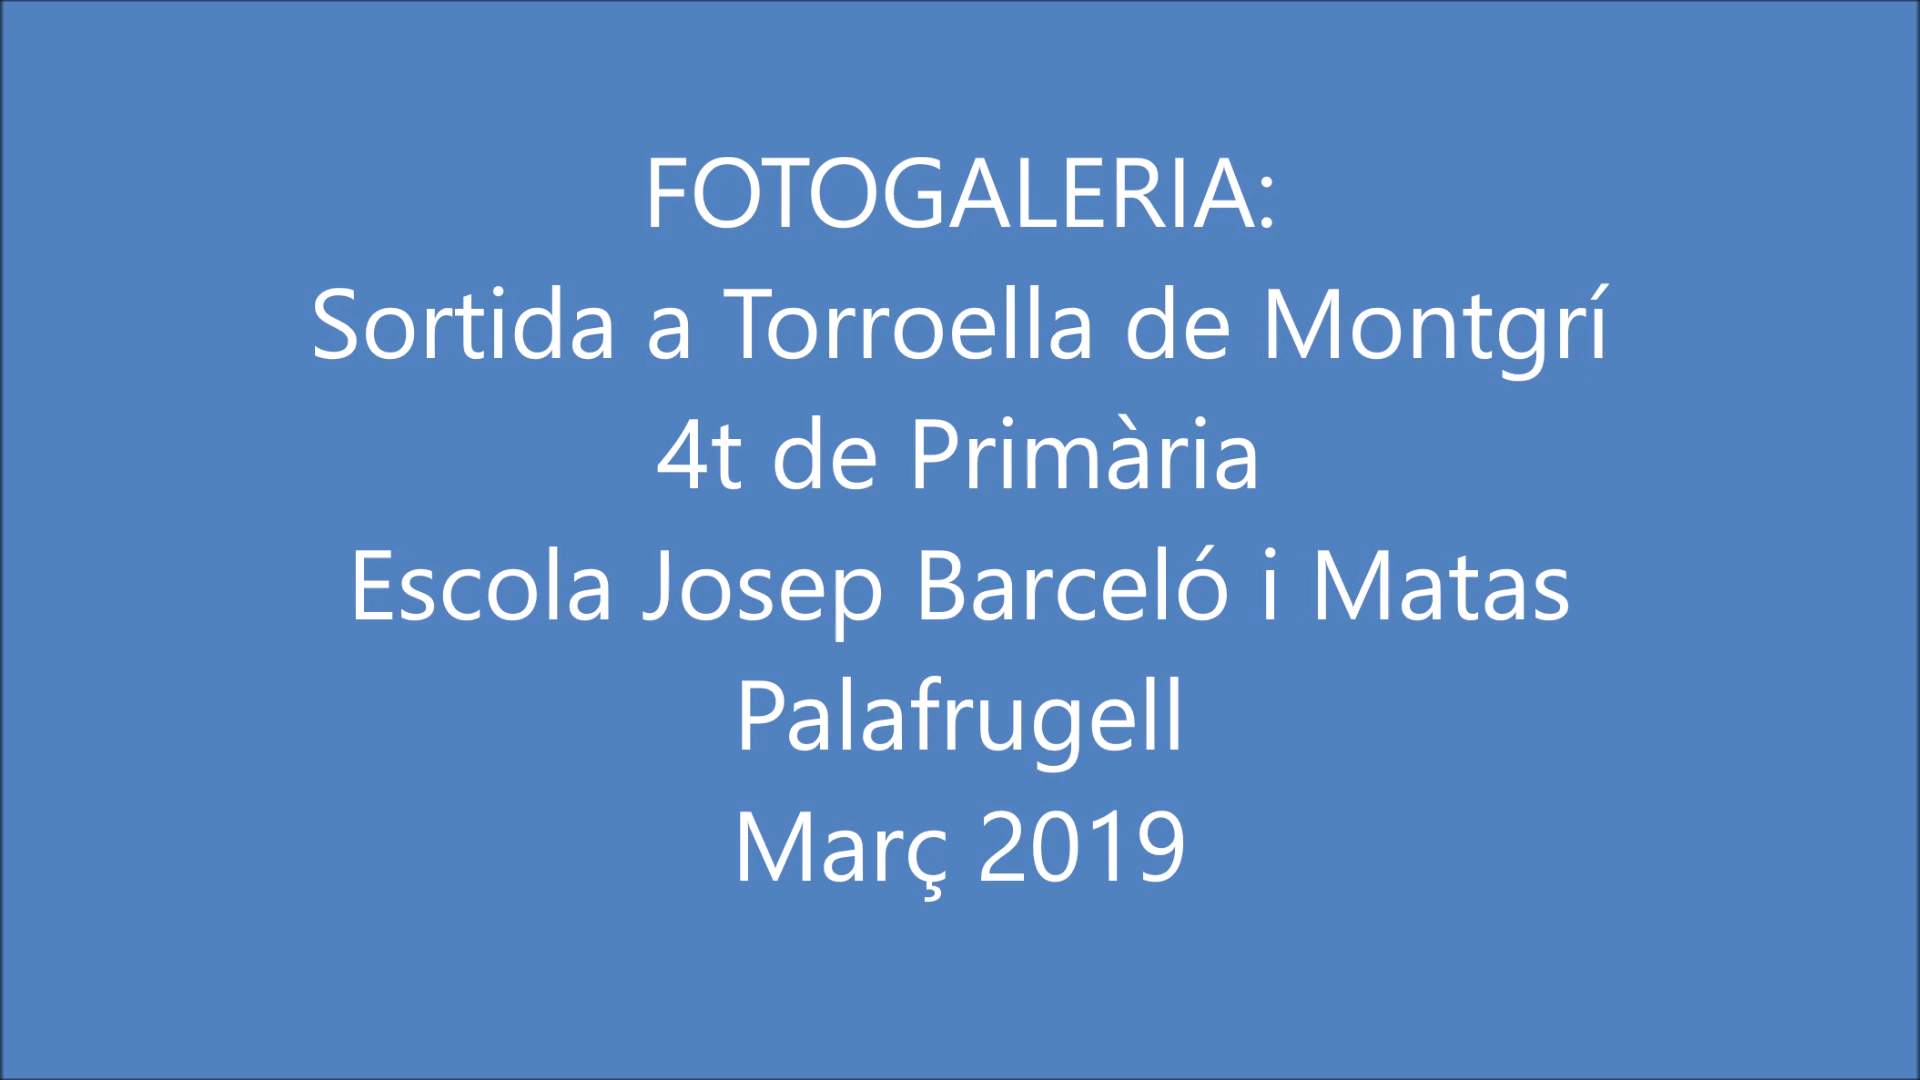 FOTOGALERIA:
Sortida a Torroella de Montgrí
4t de Primària
Escola Josep Barceló i Matas
Palafrugell
Març 2019